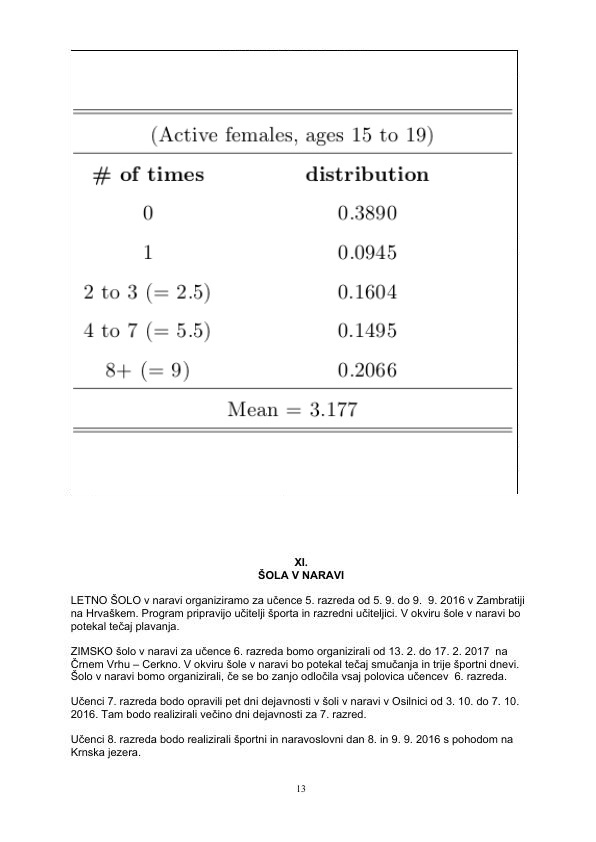 (Active females, ages 15 to 19)
# of times distribution
0 0.3890
1 0.0945
2 to 3 (= 2.5) 0.1604
4 to 7 (= 5.5) 0.1495
8+ (= 9) 0.2066
Mean = 3.177
XI.
ŠOLA V NARAVI
LETNO ŠOLO v naravi organiziramo za učence 5. razreda od 5. 9. do 9. 9. 2016 v Zambratiji
na Hrvaškem. Program pripravijo učitelji športa in razredni učiteljici. V okviru šole v naravi bo
potekal tečaj plavanja.
ZIMSKO šolo v naravi za učence 6. razreda bomo organizirali od 13. 2. do 17. 2. 2017 na
Črnem Vrhu – Cerkno. V okviru šole v naravi bo potekal tečaj smučanja in trije športni dnevi.
Šolo v naravi bomo organizirali, če se bo zanjo odločila vsaj polovica učencev 6. razreda.
Učenci 7. razreda bodo opravili pet dni dejavnosti v šoli v naravi v Osilnici od 3. 10. do 7. 10.
2016. Tam bodo realizirali večino dni dejavnosti za 7. razred.
Učenci 8. razreda bodo realizirali športni in naravoslovni dan 8. in 9. 9. 2016 s pohodom na
Krnska jezera.
13